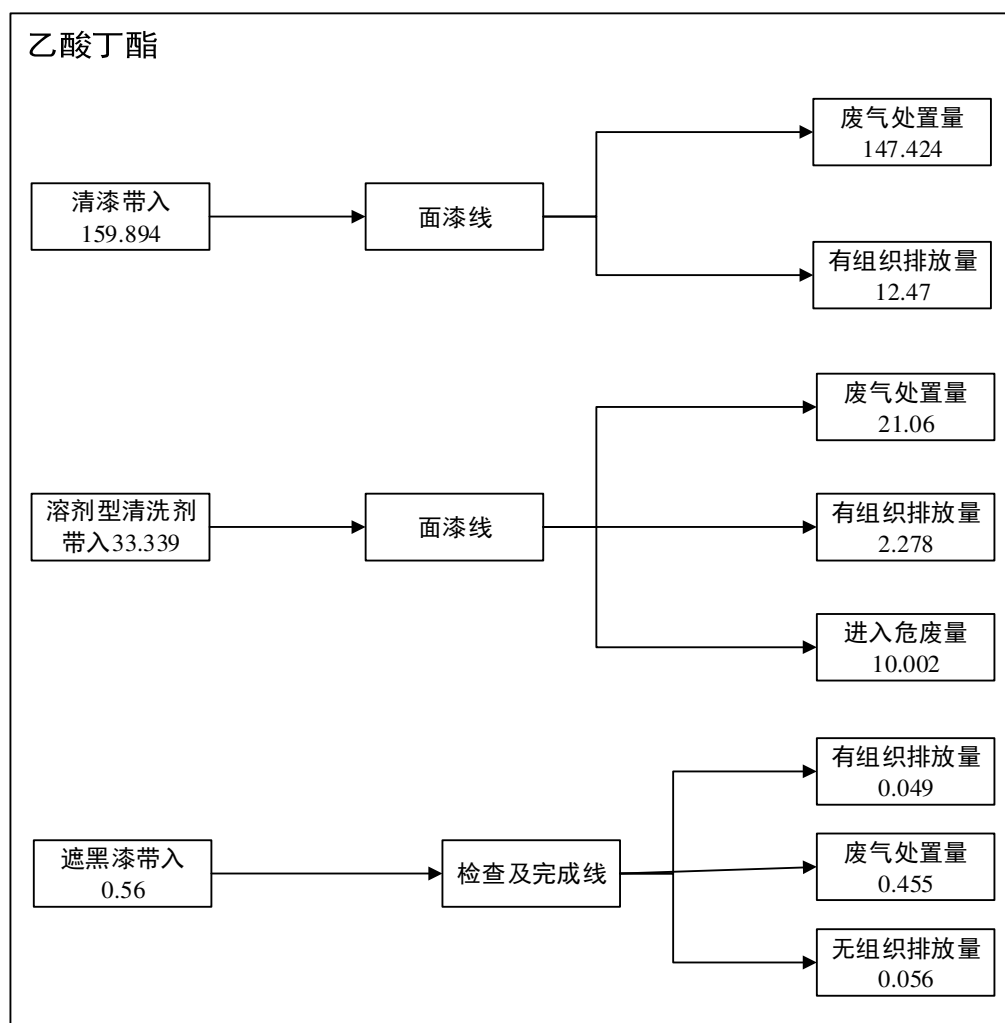 乙酸丁酯
废气处置量
147.424
清漆带入
159.894
面漆线
有组织排放量
12.47
废气处置量
21.06
溶剂型清洗剂
带入33.339
面漆线
有组织排放量
2.278
进入危废量
10.002
有组织排放量
0.049
遮黑漆带入
0.56
检查及完成线
废气处置量
0.455
无组织排放量
0.056